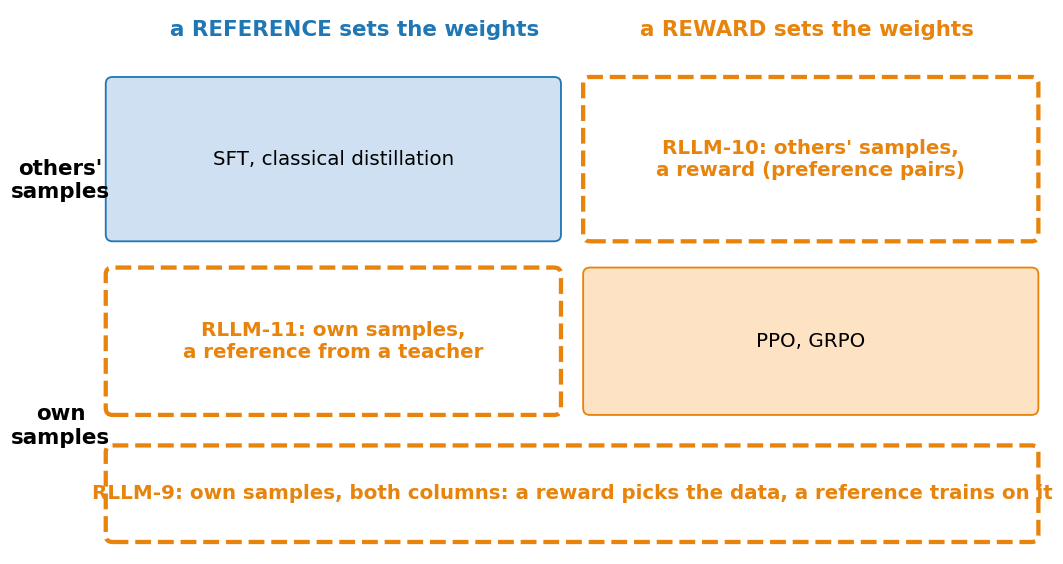 a REFERENCE sets the weights
a REWARD sets the weights
others'
samples
SFT, classical distillation
RLLM-10: others' samples,
a reward (preference pairs)
RLLM-11: own samples,
a reference from a teacher
PPO, GRPO
own
samples
RLLM-9: own samples, both columns: a reward picks the data, a reference trains on it